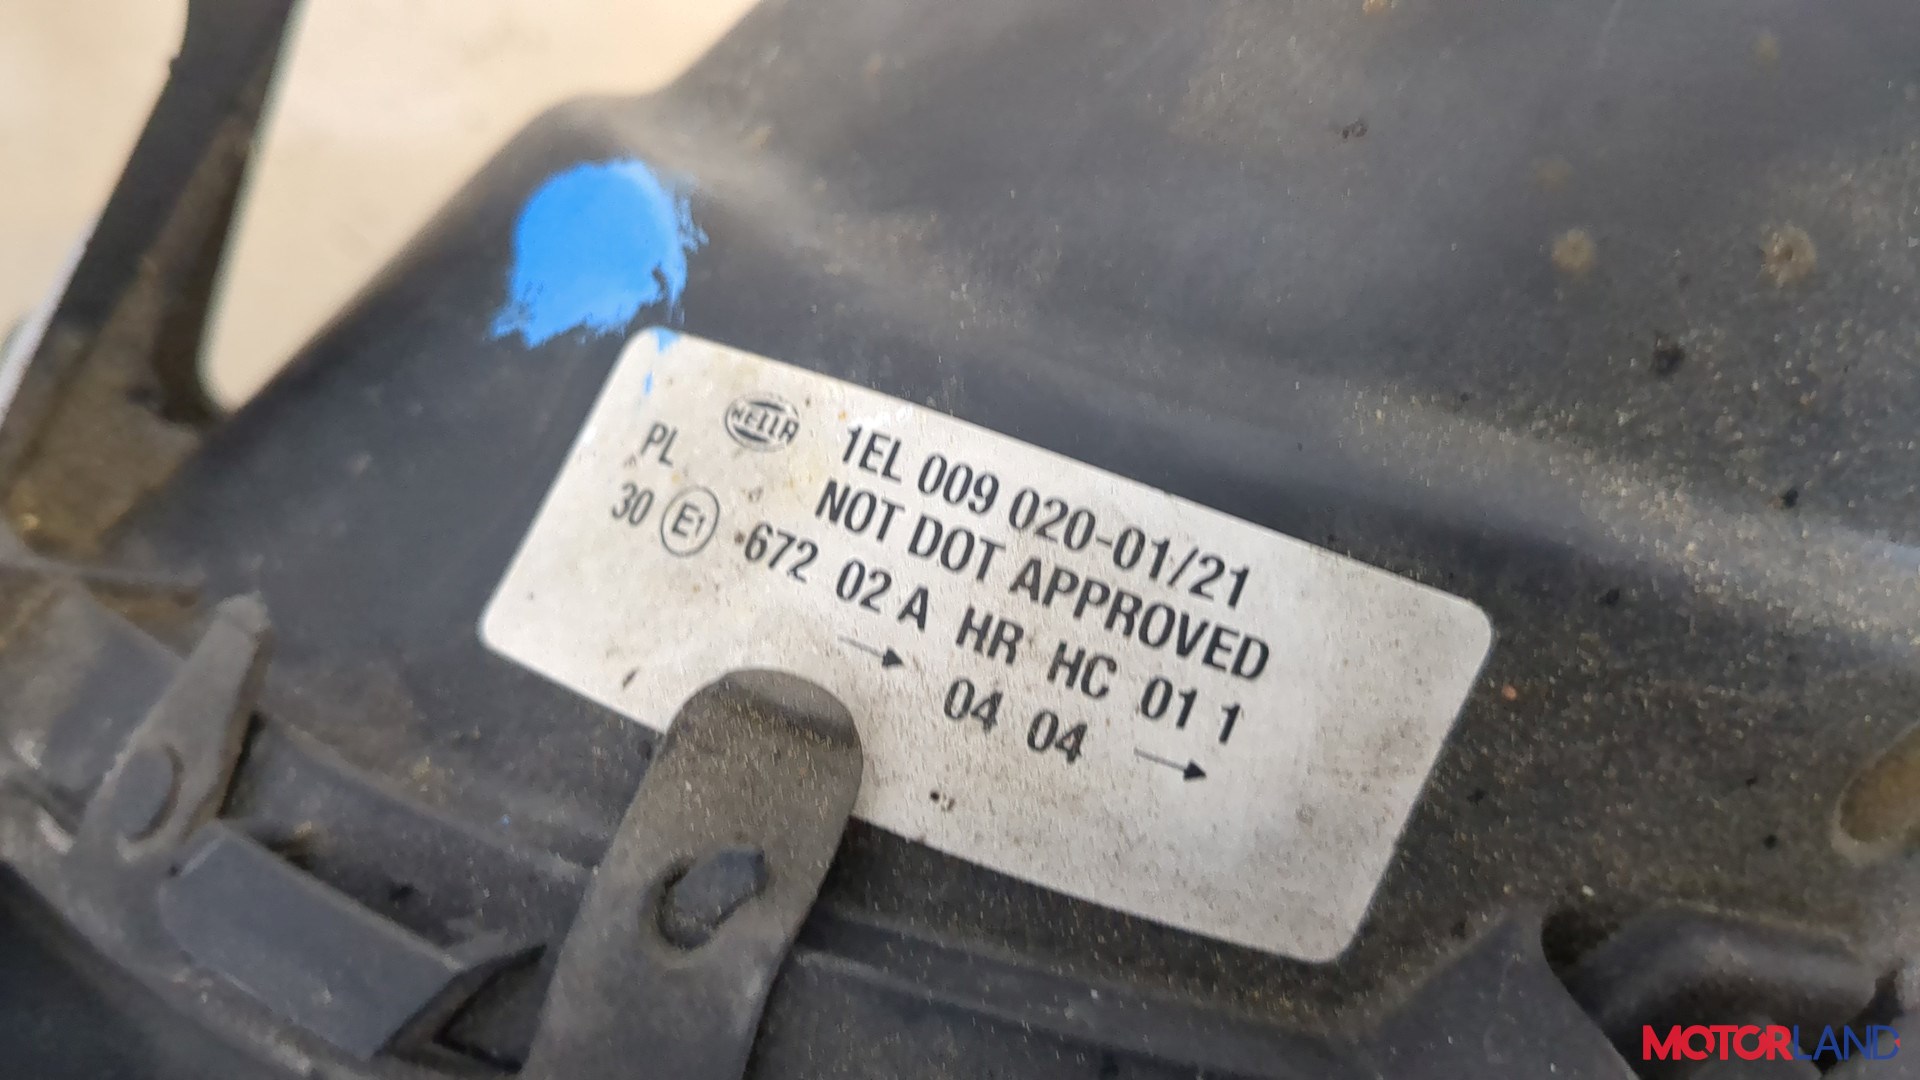 HELLA 1EL 009 020-01/21
PL NOT DOT APPROVED
30 E1 672 02 A HR HC 01 1
→ 04 04 →
MOTORLAND